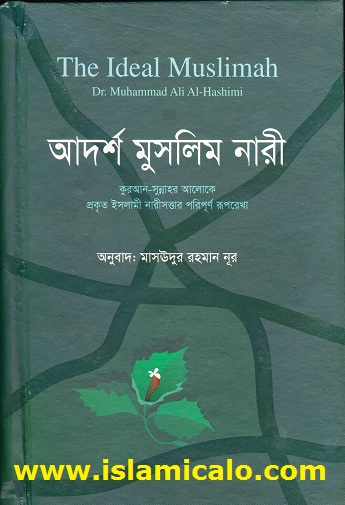 The Ideal Muslimah
Dr. Muhammad Ali Al-Hashimi
আদর্শ মুসলিম নারী
কুরআন-সুন্নাহর আলোকে
প্রকৃত ইসলামী নারীসত্তার পরিপূর্ণ রূপরেখা
অনুবাদ: মাসঊদুর রহমান নূর
www.islamicalo.com